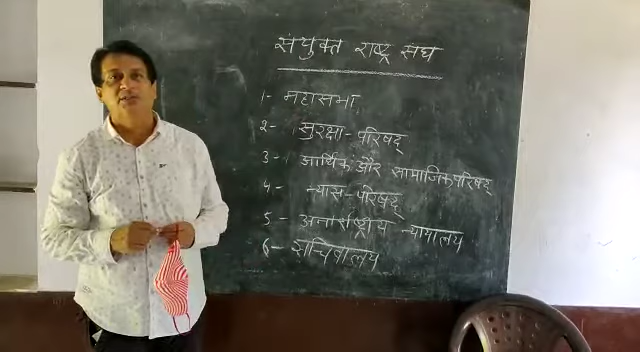 संयुक्त राष्ट्र संघ
1- महासभा
2- सुरक्षा-परिषद्
3- आर्थिक और सामाजिक परिषद्
4- न्यास-परिषद्
5- अन्तर्राष्ट्रीय न्यायालय
6- सचिवालय